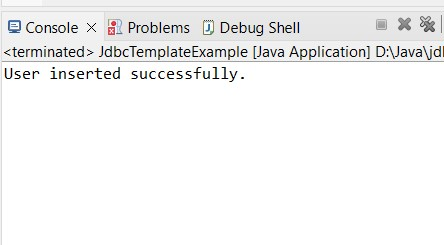 Console Problems Debug Shell
<terminated> JdbcTemplateExample [Java Application] D:\Java\jd
User inserted successfully.